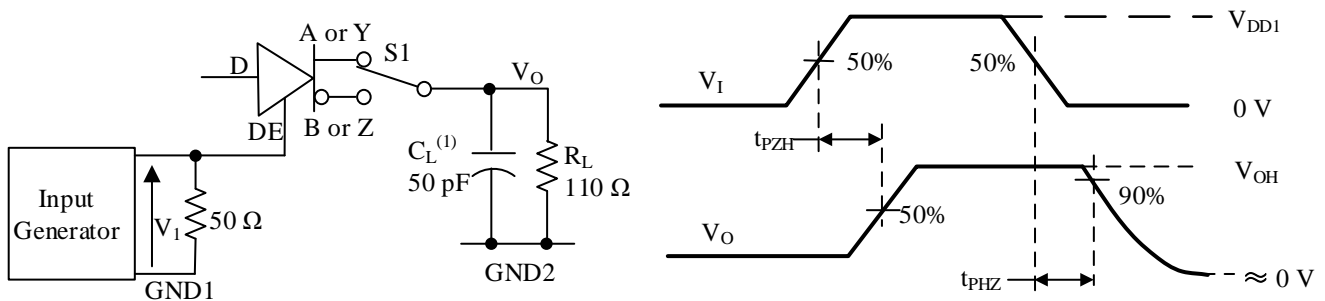 D
DE
A or Y
S1
B or Z
V_O
C_L^(1)
50 pF
R_L
110 Ω
GND2
Input
Generator
V_1
50 Ω
GND1
V_I
50%
50%
V_DD1
0 V
t_PZH
V_O
50%
V_OH
90%
t_PHZ
≈ 0 V